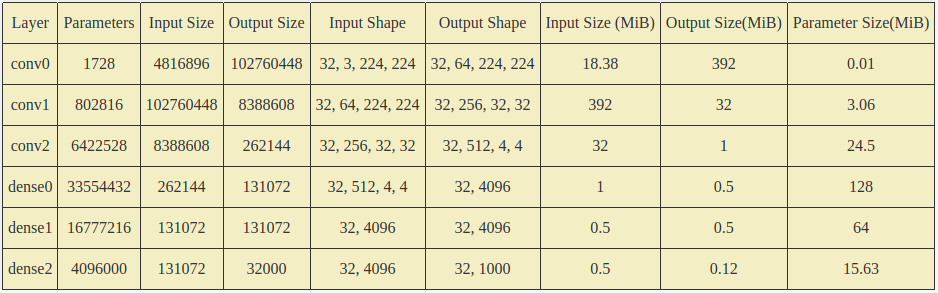 Layer Parameters Input Size Output Size Input Shape Output Shape Input Size (MiB) Output Size(MiB) Parameter Size(MiB)
conv0 1728 4816896 102760448 32, 3, 224, 224 32, 64, 224, 224 18.38 392 0.01
conv1 802816 102760448 8388608 32, 64, 224, 224 32, 256, 32, 32 392 32 3.06
conv2 6422528 8388608 262144 32, 256, 32, 32 32, 512, 4, 4 32 1 24.5
dense0 33554432 262144 131072 32, 512, 4, 4 32, 4096 1 0.5 128
dense1 16777216 131072 131072 32, 4096 32, 4096 0.5 0.5 64
dense2 4096000 131072 32000 32, 4096 32, 1000 0.5 0.12 15.63